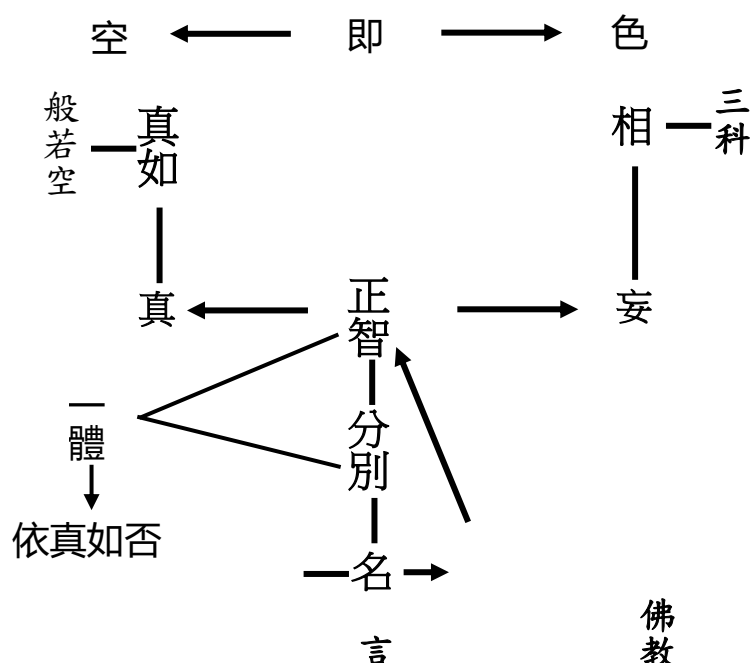 空 即 色
般若空
真如
相
三科
真
正智
妄
一體
分別
依真如否
名
言
佛教